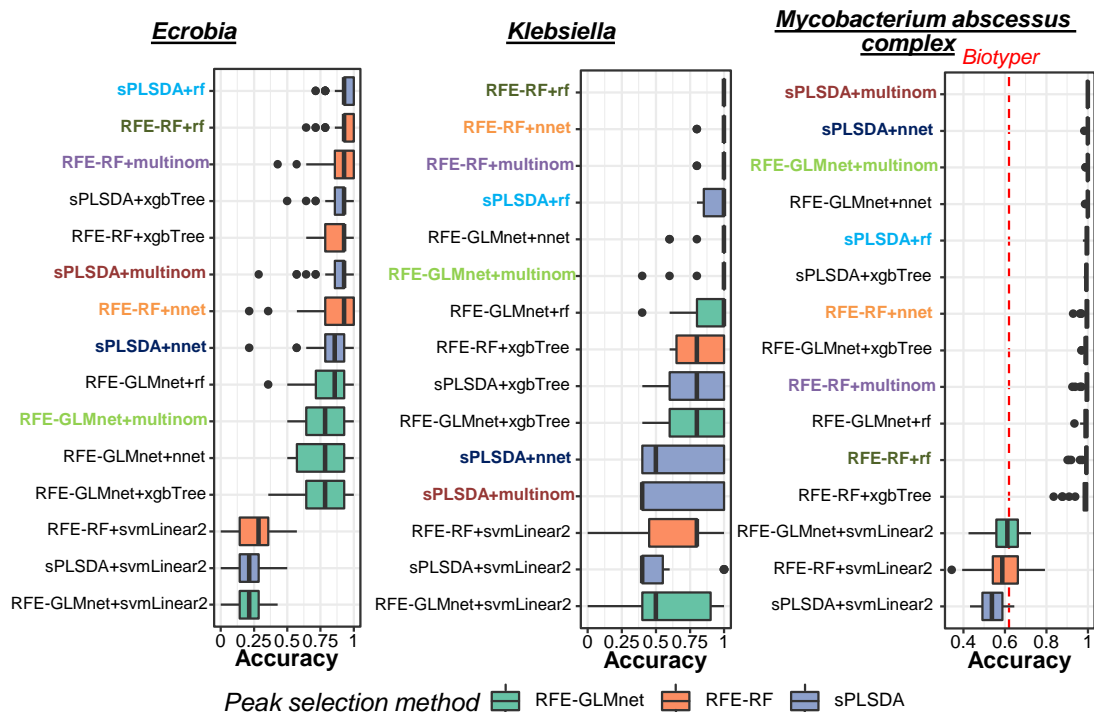 Ecrobia
sPLSDA+rf
RFE-RF+rf
RFE-RF+multinom
sPLSDA+xgbTree
RFE-RF+xgbTree
sPLSDA+multinom
RFE-RF+nnet
sPLSDA+nnet
RFE-GLMnet+rf
RFE-GLMnet+multinom
RFE-GLMnet+nnet
RFE-GLMnet+xgbTree
RFE-RF+svmLinear2
sPLSDA+svmLinear2
RFE-GLMnet+svmLinear2
0 0.25 0.5 0.75 1
Accuracy
Klebsiella
RFE-RF+rf
RFE-RF+nnet
RFE-RF+multinom
sPLSDA+rf
RFE-GLMnet+nnet
RFE-GLMnet+multinom
RFE-GLMnet+rf
RFE-RF+xgbTree
sPLSDA+xgbTree
RFE-GLMnet+xgbTree
sPLSDA+nnet
sPLSDA+multinom
RFE-RF+svmLinear2
sPLSDA+svmLinear2
RFE-GLMnet+svmLinear2
0 0.25 0.5 0.75 1
Accuracy
Mycobacterium abscessus
complex
Biotyper
sPLSDA+multinom
sPLSDA+nnet
RFE-GLMnet+multinom
RFE-GLMnet+nnet
sPLSDA+rf
sPLSDA+xgbTree
RFE-RF+nnet
RFE-GLMnet+xgbTree
RFE-RF+multinom
RFE-GLMnet+rf
RFE-RF+rf
RFE-RF+xgbTree
RFE-GLMnet+svmLinear2
RFE-RF+svmLinear2
sPLSDA+svmLinear2
0.4 0.6 0.8 1
Accuracy
Peak selection method RFE-GLMnet RFE-RF sPLSDA